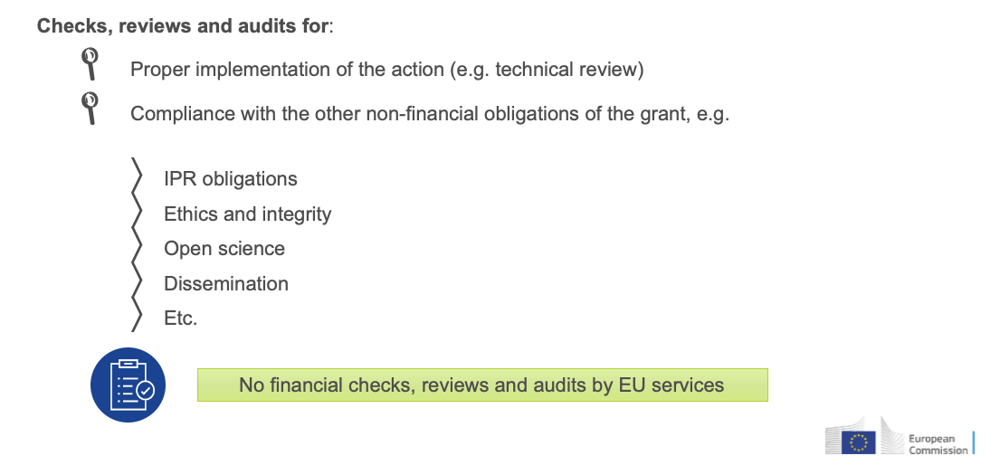 Checks, reviews and audits for:
Proper implementation of the action (e.g. technical review)
Compliance with the other non-financial obligations of the grant, e.g.
IPR obligations
Ethics and integrity
Open science
Dissemination
Etc.
No financial checks, reviews and audits by EU services
European
Commission